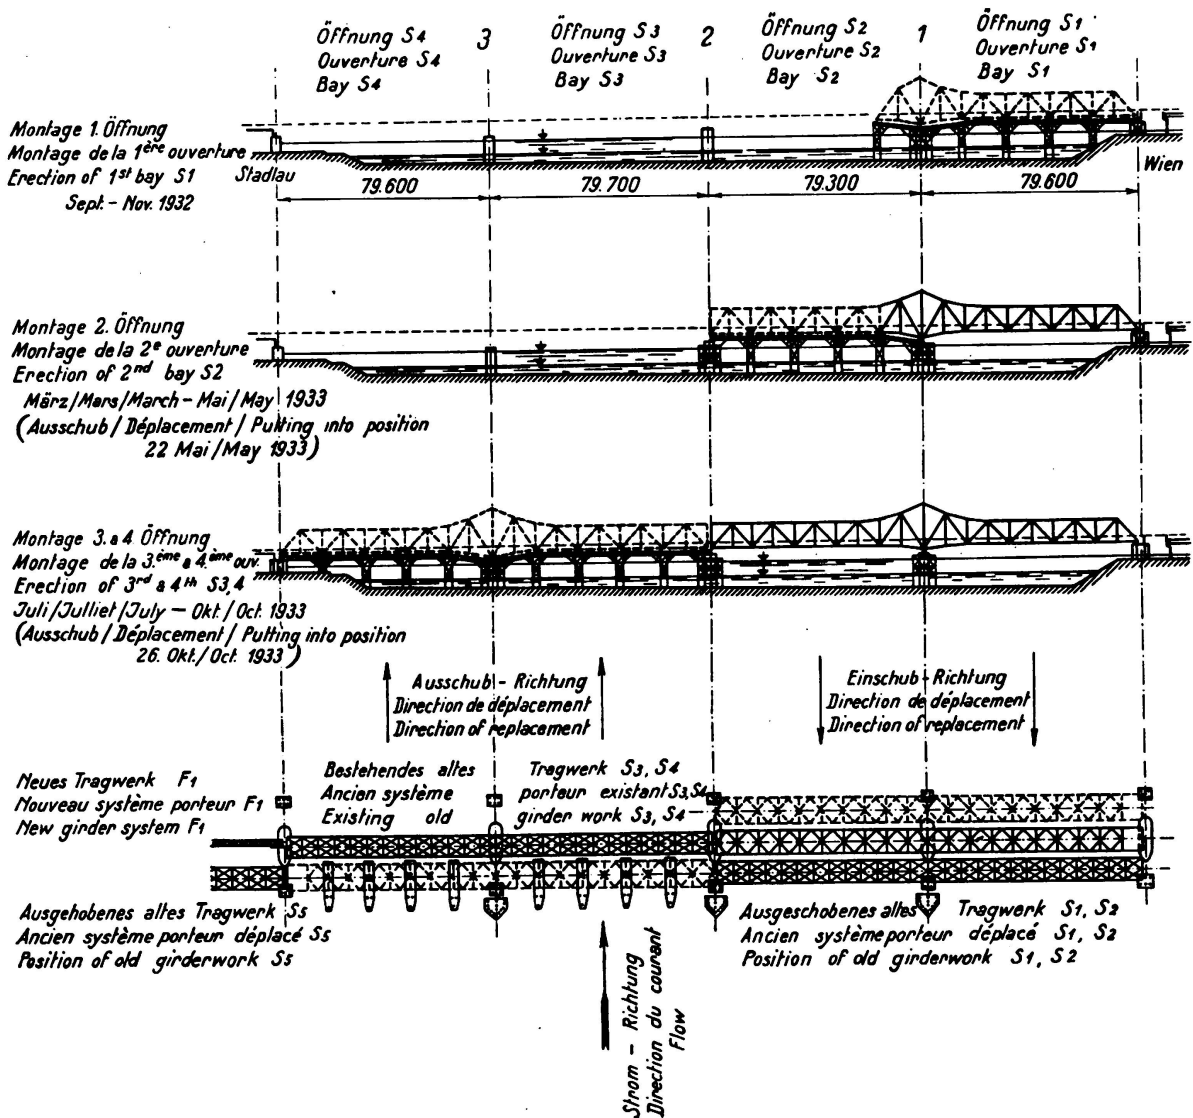 Öffnung S4
Ouverture S4
Bay S4
3
Öffnung S3
Ouverture S3
Bay S3
2
Öffnung S2
Ouverture S2
Bay S2
1
Öffnung S1
Ouverture S1
Bay S1
Montage 1. Öffnung
Montage de la 1ère ouverture
Erection of 1st bay S1
Sept. - Nov. 1932
Stadlau
Wien
79.600
79.700
79.300
79.600
Montage 2. Öffnung
Montage de la 2e ouverture
Erection of 2nd bay S2
März/Mars/March - Mai/May 1933
(Ausschub / Déplacement / Putting into position
22 Mai/May 1933)
Montage 3. a 4. Öffnung
Montage de la 3.ème a 4.ème ouv.
Erection of 3rd a 4th S3,4
Juli/Julliet/July — Okt./Oct. 1933
(Ausschub / Déplacement / Putting into position
26. Okt./Oct. 1933)
Ausschub - Richtung
Direction de déplacement
Direction of replacement
Einschub - Richtung
Direction de déplacement
Direction of replacement
Neues Tragwerk F1
Nouveau système porteur F1
New girder system F1
Bestehendes altes Tragwerk S3, S4
Ancien système porteur existant S3, S4
Existing old girder work S3, S4
Ausgehobenes altes Tragwerk S5
Ancien système porteur déplacé S5
Position of old girderwork S5
Ausgeschobenes altes Tragwerk S1, S2
Ancien système porteur déplacé S1, S2
Position of old girderwork S1, S2
Strom - Richtung
Direction du courant
Flow